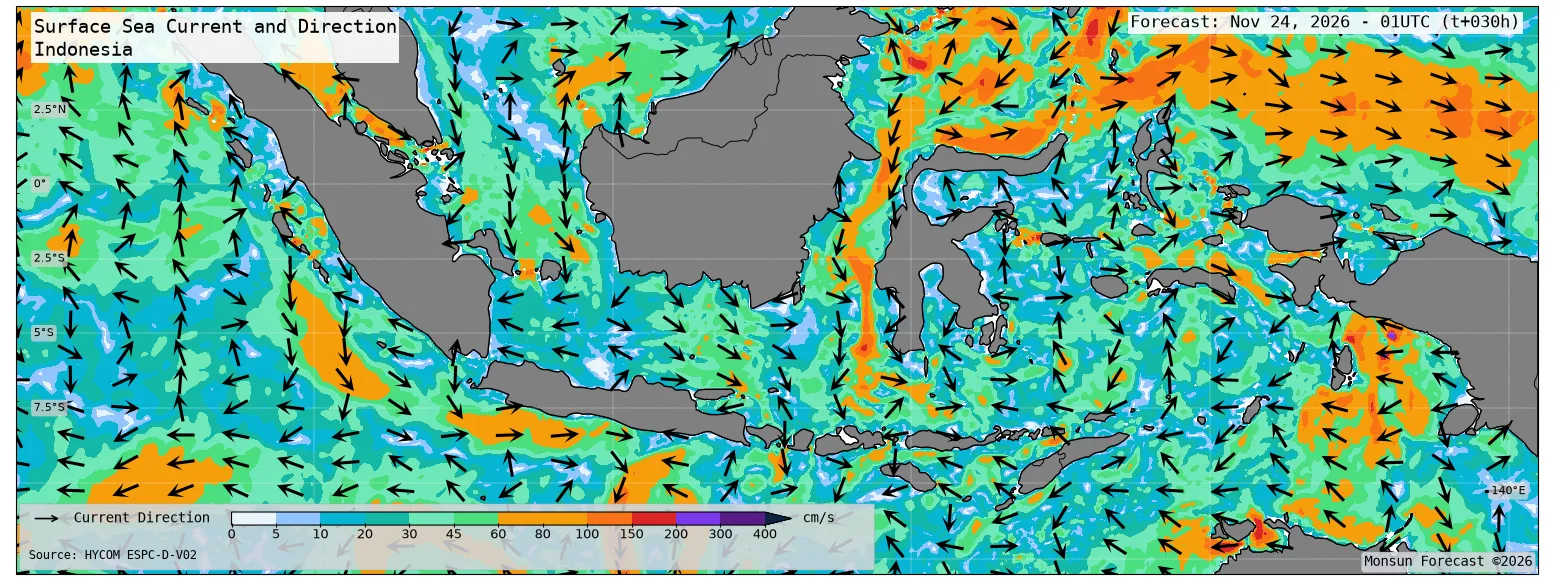 Surface Sea Current and Direction
Indonesia
Forecast: Nov 24, 2026 - 01UTC (t+030h)
2.5°N
0°
2.5°S
5°S
7.5°S
140°E
Current Direction
0 5 10 20 30 45 60 80 100 150 200 300 400 cm/s
Source: HYCOM ESPC-D-V02
Monsun Forecast ©2026